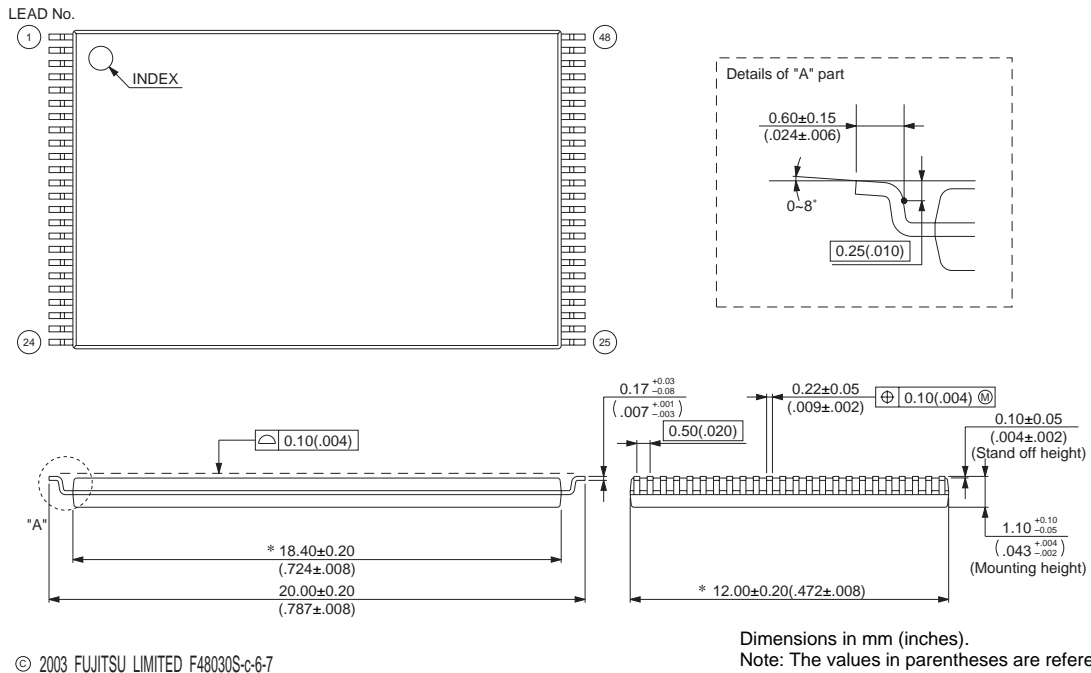 LEAD No.
1
48
INDEX
24
25
Details of "A" part
0.60±0.15
(.024±.006)
0~8˚
0.25(.010)
0.17 +0.03 –0.08
(.007 +.001 –.003)
0.22±0.05
(.009±.002)
0.10(.004) M
0.50(.020)
0.10±0.05
(.004±.002)
(Stand off height)
0.10(.004)
"A"
1.10 +0.10 –0.05
(.043 +.004 –.002)
(Mounting height)
* 18.40±0.20
(.724±.008)
20.00±0.20
(.787±.008)
* 12.00±0.20(.472±.008)
© 2003 FUJITSU LIMITED F48030S-c-6-7
Dimensions in mm (inches).
Note: The values in parentheses are refere